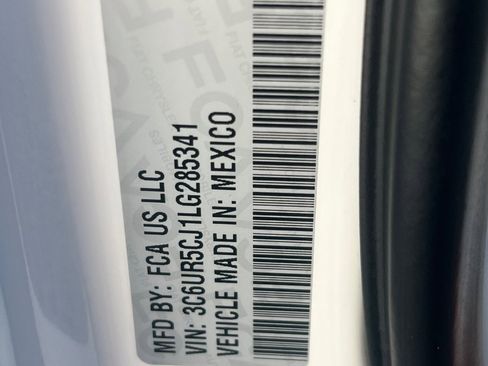 MFD BY: FCA US LLC
VIN: 3C6UR5CJ1LG285341
VEHICLE MADE IN: MEXICO